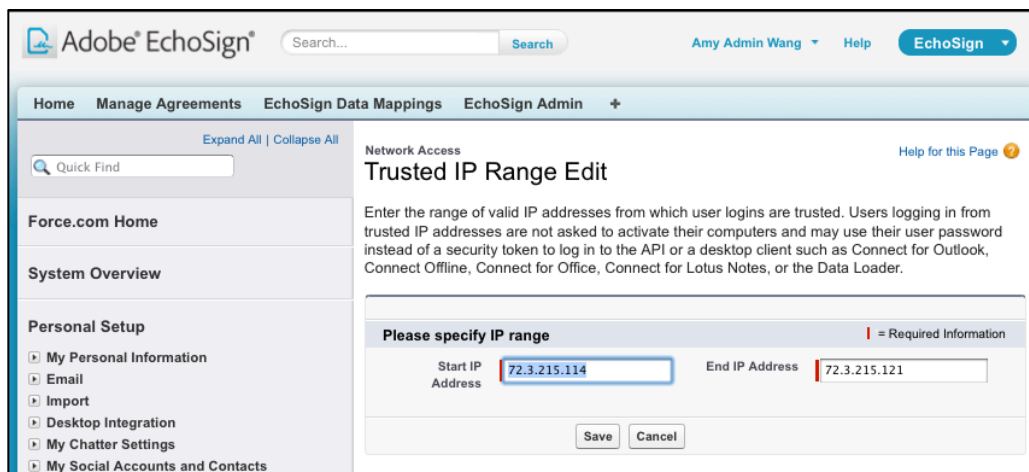 Adobe® EchoSign®
Search...
Search
Amy Admin Wang
Help
EchoSign
Home Manage Agreements EchoSign Data Mappings EchoSign Admin +
Expand All | Collapse All
Quick Find
Force.com Home
System Overview
Personal Setup
My Personal Information
Email
Import
Desktop Integration
My Chatter Settings
My Social Accounts and Contacts
Network Access
Trusted IP Range Edit
Help for this Page ?
Enter the range of valid IP addresses from which user logins are trusted. Users logging in from
trusted IP addresses are not asked to activate their computers and may use their user password
instead of a security token to log in to the API or a desktop client such as Connect for Outlook,
Connect Offline, Connect for Office, Connect for Lotus Notes, or the Data Loader.
Please specify IP range
= Required Information
Start IP
Address
72.3.215.114
End IP Address
72.3.215.121
Save
Cancel